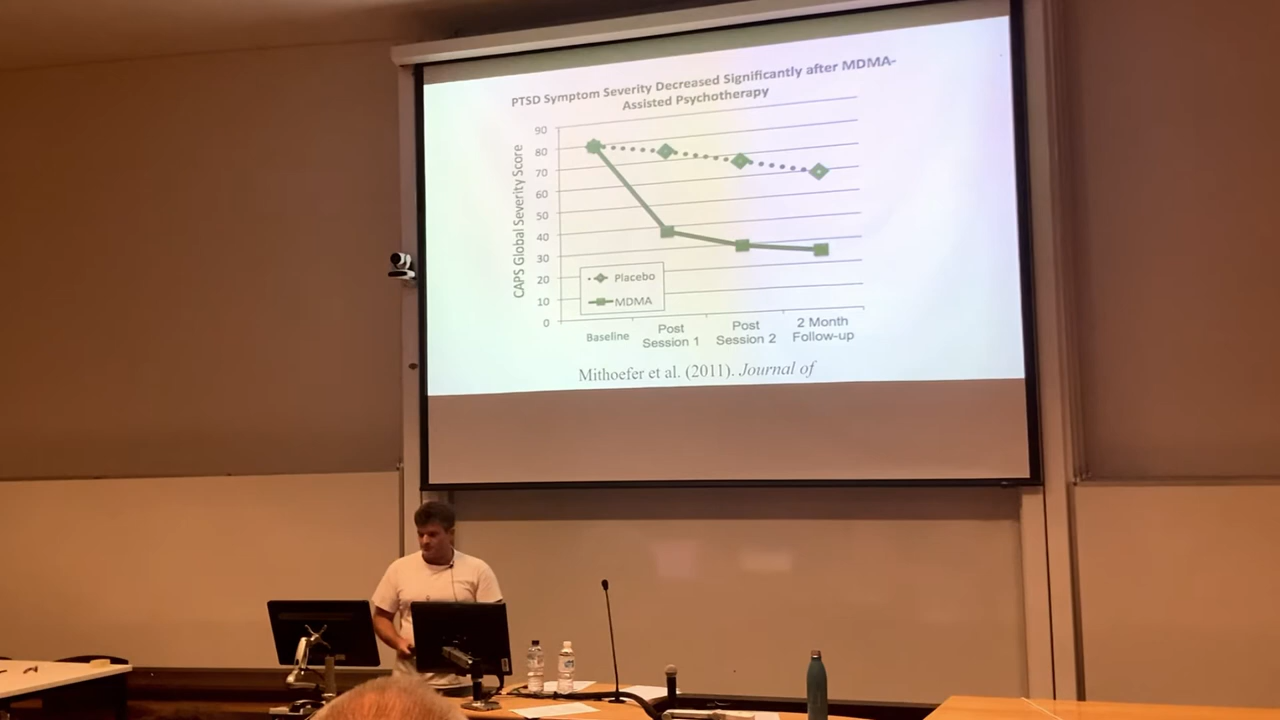 PTSD Symptom Severity Decreased Significantly after MDMA-
Assisted Psychotherapy
CAPS Global Severity Score
90
80
70
60
50
40
30
20
10
0
Placebo
MDMA
Baseline
Post
Session 1
Post
Session 2
2 Month
Follow-up
Mithoefer et al. (2011). Journal of